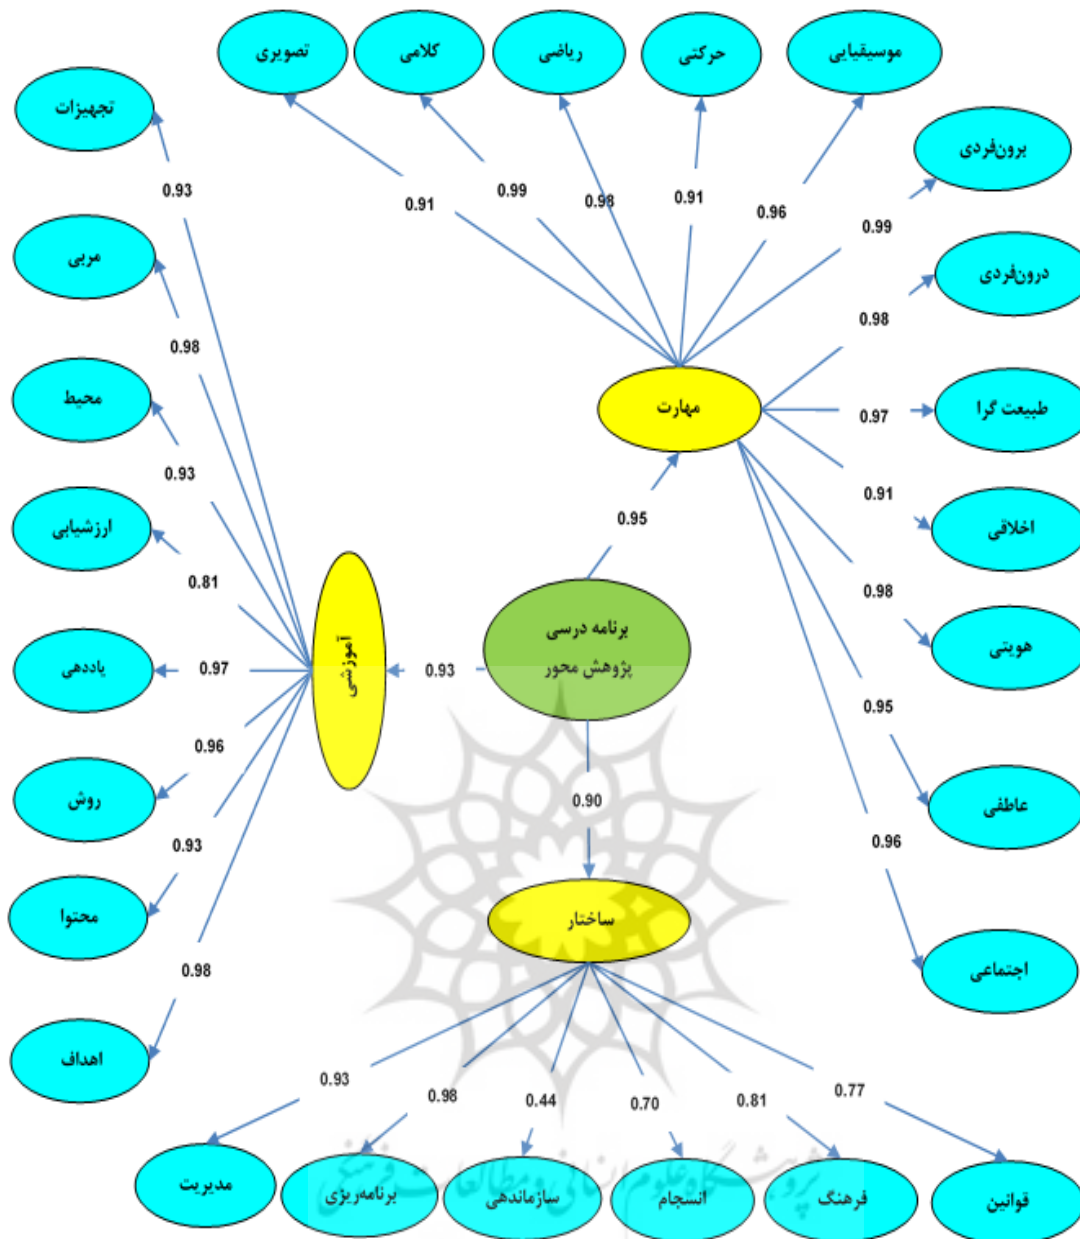 تصویری
کلامی
ریاضی
حرکتی
موسیقیایی
تجهیزات
برون‌فردی
0.93
0.91
0.99
0.98
0.91
0.96
0.99
مربی
درون‌فردی
0.98
0.98
محیط
مهارت
0.97
طبیعت گرا
0.93
0.91
ارزشیابی
0.95
اخلاقی
0.81
0.98
یاددهی
0.97
آموزشی
0.93
برنامه درسی
پژوهش محور
هویتی
0.95
0.96
روش
0.90
عاطفی
0.93
0.96
محتوا
ساختار
0.98
اجتماعی
اهداف
0.93
0.98
0.44
0.70
0.81
0.77
مدیریت
برنامه‌ریزی
سازماندهی
انسجام
فرهنگ
قوانین
پژوهشگاه علوم انسانی و مطالعات فرهنگی